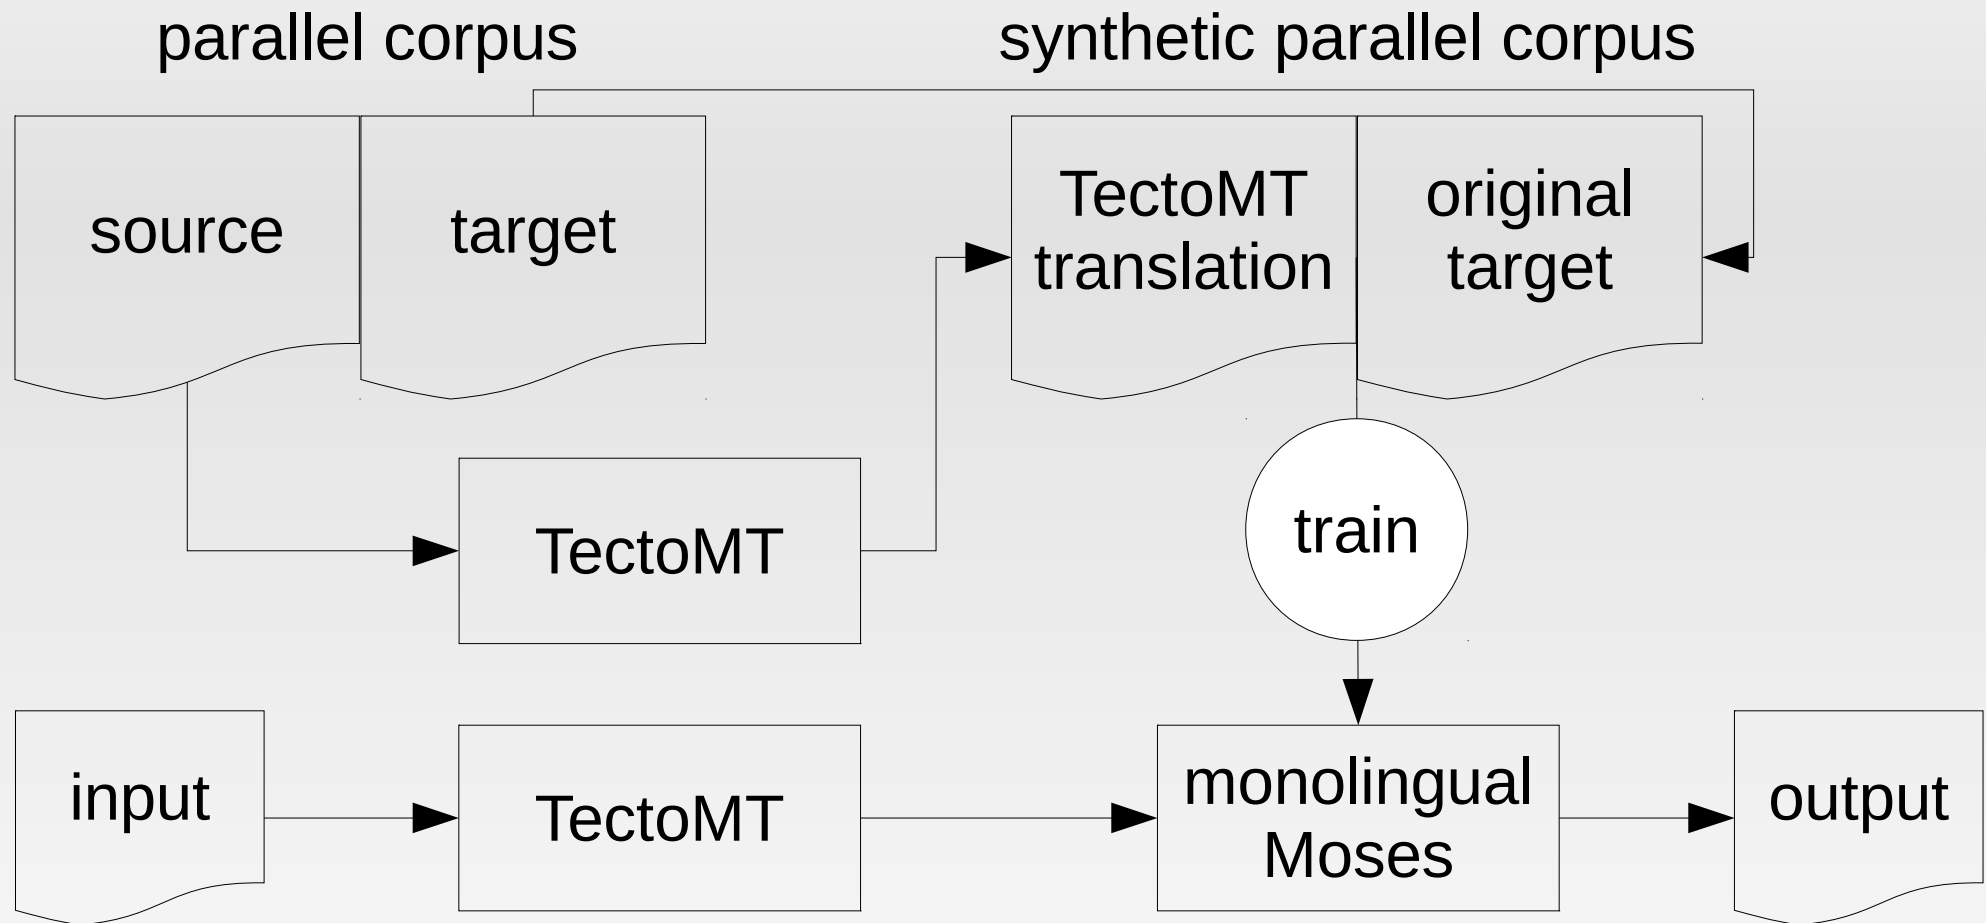 parallel corpus
synthetic parallel corpus
source
target
TectoMT
translation
original
target
TectoMT
train
input
TectoMT
monolingual
Moses
output